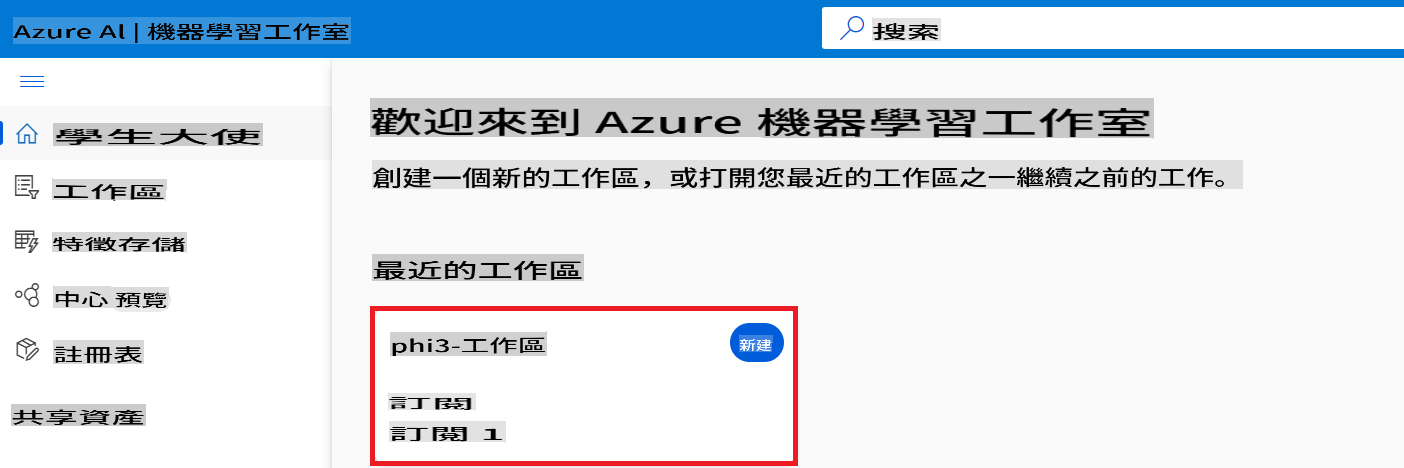 Azure Al | 機器學習工作室
搜索
學生大使
工作區
特徵存儲
中心 預覽
註冊表
共享資產
歡迎來到 Azure 機器學習工作室
創建一個新的工作區，或打開您最近的工作區之一繼續之前的工作。
最近的工作區
phi3-工作區
新建
訂閱
訂閱 1